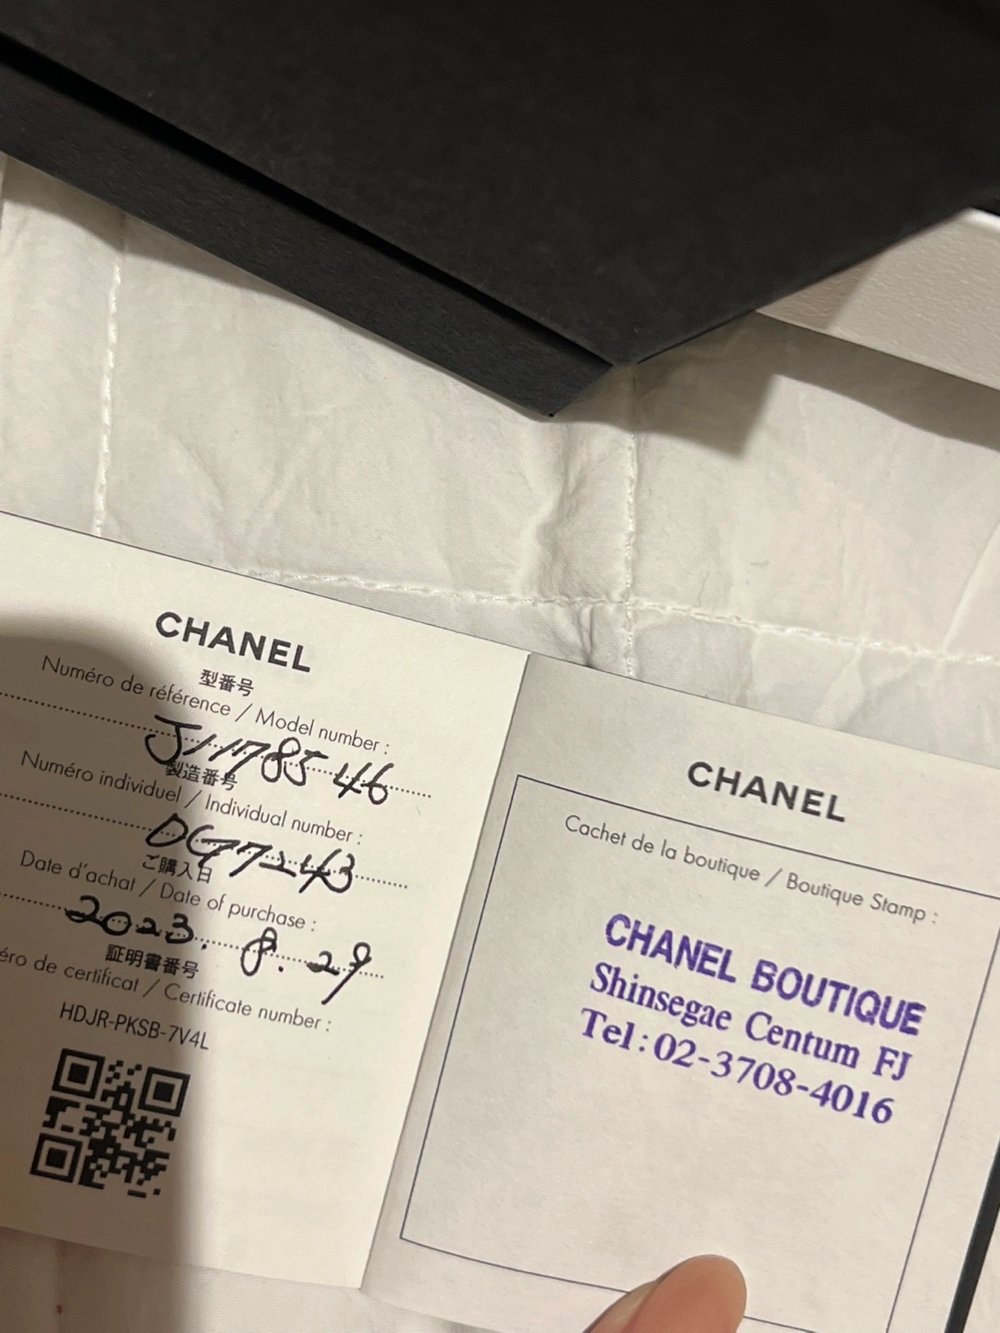 CHANEL
型番号
Numéro de référence / Model number :
J11785 46
製造番号
Numéro individuel / Individual number :
DG7243
ご購入日
Date d'achat / Date of purchase :
2023. 8. 29
証明書番号
éro de certificat / Certificate number :
HDJR-PKSB-7V4L
CHANEL
Cachet de la boutique / Boutique Stamp :
CHANEL BOUTIQUE
Shinsegae Centum FJ
Tel:02-3708-4016